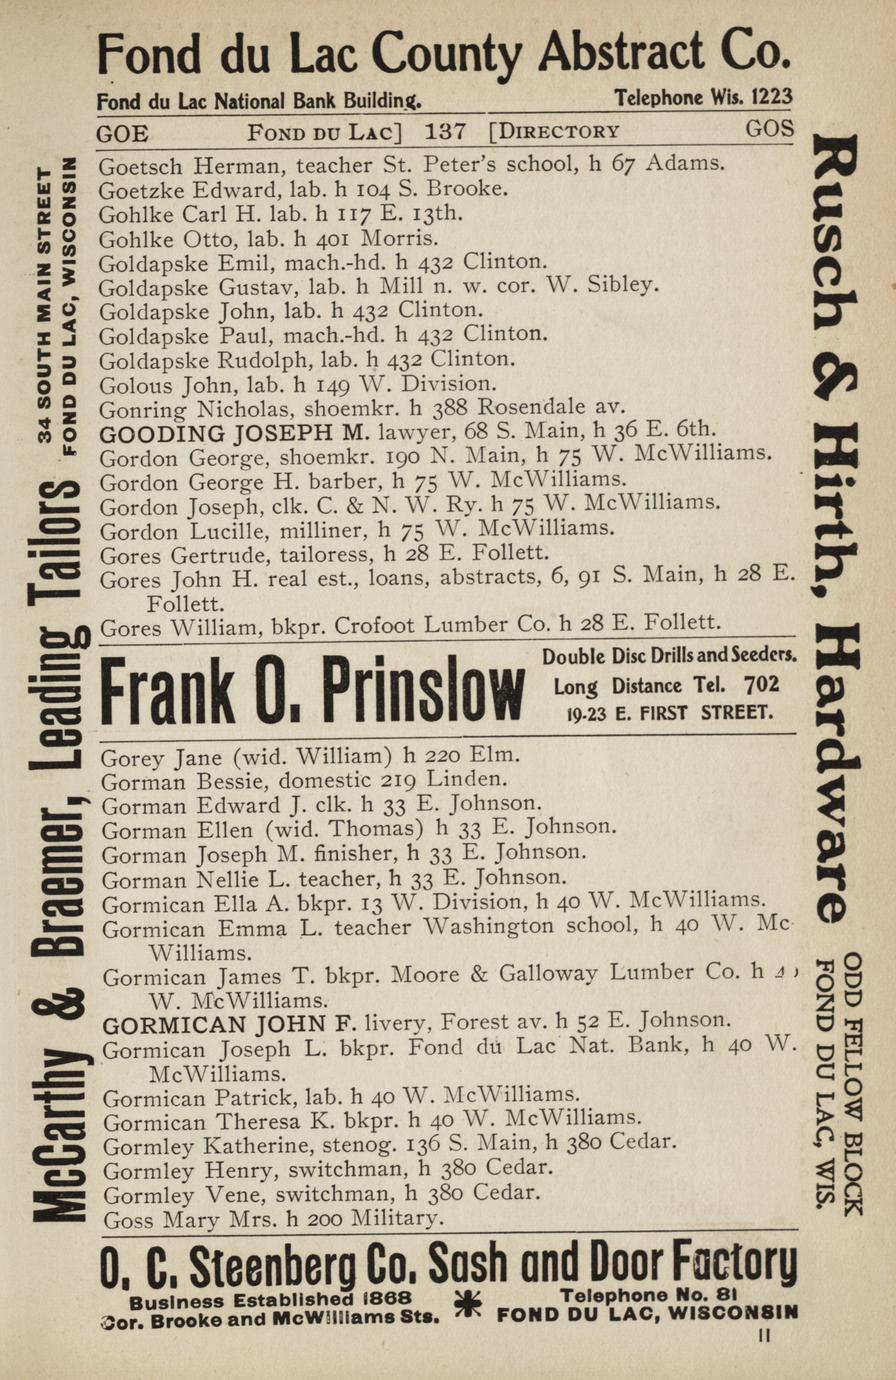 Fond du Lac County Abstract Co.
Fond du Lac National Bank Building. Telephone Wis. 1223
GOE FOND DU LAC] 137 [DIRECTORY GOS
Goetsch Herman, teacher St. Peter's school, h 67 Adams.
Goetzke Edward, lab. h 104 S. Brooke.
Gohlke Carl H. lab. h 117 E. 13th.
Gohlke Otto, lab. h 401 Morris.
Goldapske Emil, mach.-hd. h 432 Clinton.
Goldapske Gustav, lab. h Mill n. w. cor. W. Sibley.
Goldapske John, lab. h 432 Clinton.
Goldapske Paul, mach.-hd. h 432 Clinton.
Goldapske Rudolph, lab. h 432 Clinton.
Golous John, lab. h 149 W. Division.
Gonring Nicholas, shoemkr. h 388 Rosendale av.
GOODING JOSEPH M. lawyer, 68 S. Main, h 36 E. 6th.
Gordon George, shoemkr. 190 N. Main, h 75 W. McWilliams.
Gordon George H. barber, h 75 W. McWilliams.
Gordon Joseph, clk. C. & N. W. Ry. h 75 W. McWilliams.
Gordon Lucille, milliner, h 75 W. McWilliams.
Gores Gertrude, tailoress, h 28 E. Follett.
Gores John H. real est., loans, abstracts, 6, 91 S. Main, h 28 E.
Follett.
Gores William, bkpr. Crofoot Lumber Co. h 28 E. Follett.
Frank O. Prinslow
Double Disc Drills and Seeders.
Long Distance Tel. 702
19-23 E. FIRST STREET.
Gorey Jane (wid. William) h 220 Elm.
Gorman Bessie, domestic 219 Linden.
Gorman Edward J. clk. h 33 E. Johnson.
Gorman Ellen (wid. Thomas) h 33 E. Johnson.
Gorman Joseph M. finisher, h 33 E. Johnson.
Gorman Nellie L. teacher, h 33 E. Johnson.
Gormican Ella A. bkpr. 13 W. Division, h 40 W. McWilliams.
Gormican Emma L. teacher Washington school, h 40 W. Mc-
Williams.
Gormican James T. bkpr. Moore & Galloway Lumber Co. h
W. McWilliams.
GORMICAN JOHN F. livery, Forest av. h 52 E. Johnson.
Gormican Joseph L. bkpr. Fond du Lac Nat. Bank, h 40 W.
McWilliams.
Gormican Patrick, lab. h 40 W. McWilliams.
Gormican Theresa K. bkpr. h 40 W. McWilliams.
Gormley Katherine, stenog. 136 S. Main, h 380 Cedar.
Gormley Henry, switchman, h 380 Cedar.
Gormley Vene, switchman, h 380 Cedar.
Goss Mary Mrs. h 200 Military.
O. C. Steenberg Co. Sash and Door Factory
Business Established 1868 Telephone No. 81
Cor. Brooke and McWilliams Sts. * FOND DU LAC, WISCONSIN
11
McCarthy & Braemer, Leading Tailors
34 SOUTH MAIN STREET
FOND DU LAC, WISCONSIN
Rusch & Hirth, Hardware
ODD FELLOW BLOCK
FOND DU LAC, WIS.